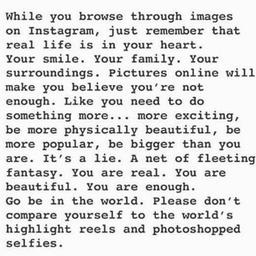 While you browse through images
on Instagram, just remember that
real life is in your heart.
Your smile. Your family. Your
surroundings. Pictures online will
make you believe you're not
enough. Like you need to do
something more... more exciting,
be more physically beautiful, be
more popular, be bigger than you
are. It's a lie. A net of fleeting
fantasy. You are real. You are
beautiful. You are enough.
Go be in the world. Please don't
compare yourself to the world's
highlight reels and photoshopped
selfies.